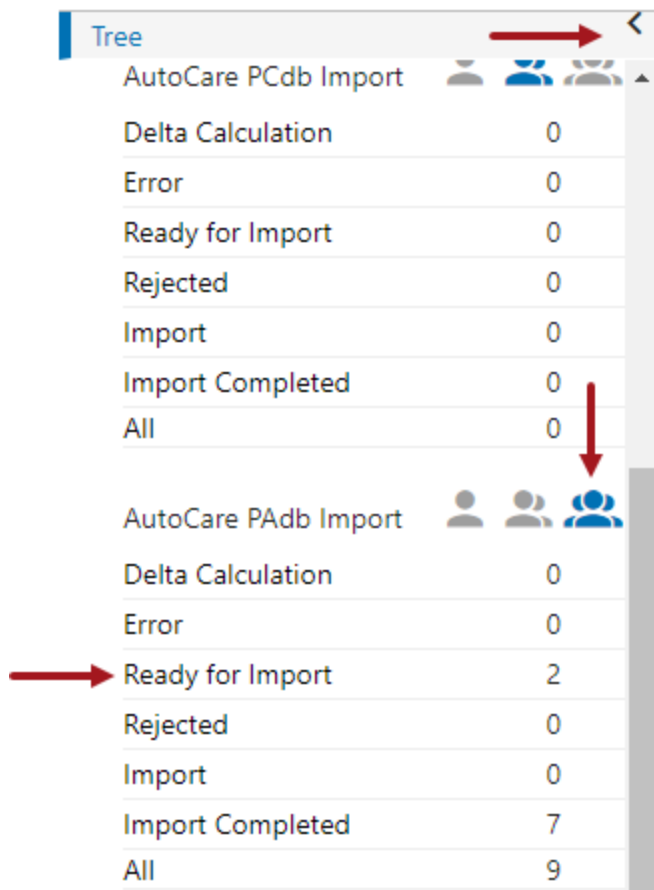 Tree
AutoCare PCdb Import
Delta Calculation 0
Error 0
Ready for Import 0
Rejected 0
Import 0
Import Completed 0
All 0
AutoCare PAdb Import
Delta Calculation 0
Error 0
Ready for Import 2
Rejected 0
Import 0
Import Completed 7
All 9